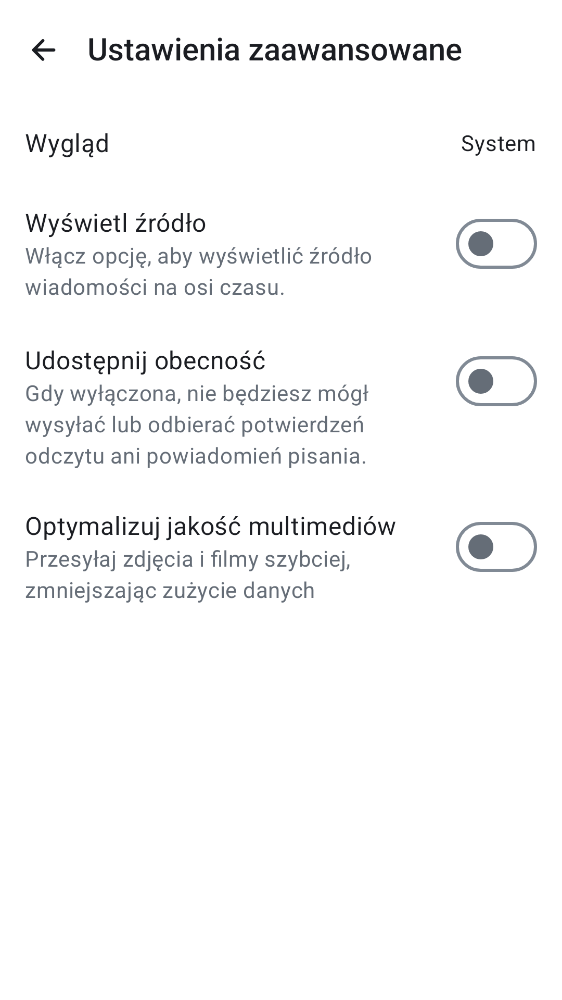 Ustawienia zaawansowane
Wygląd
System
Wyświetl źródło
Włącz opcję, aby wyświetlić źródło
wiadomości na osi czasu.
Udostępnij obecność
Gdy wyłączona, nie będziesz mógł
wysyłać lub odbierać potwierdzeń
odczytu ani powiadomień pisania.
Optymalizuj jakość multimediów
Przesyłaj zdjęcia i filmy szybciej,
zmniejszając zużycie danych